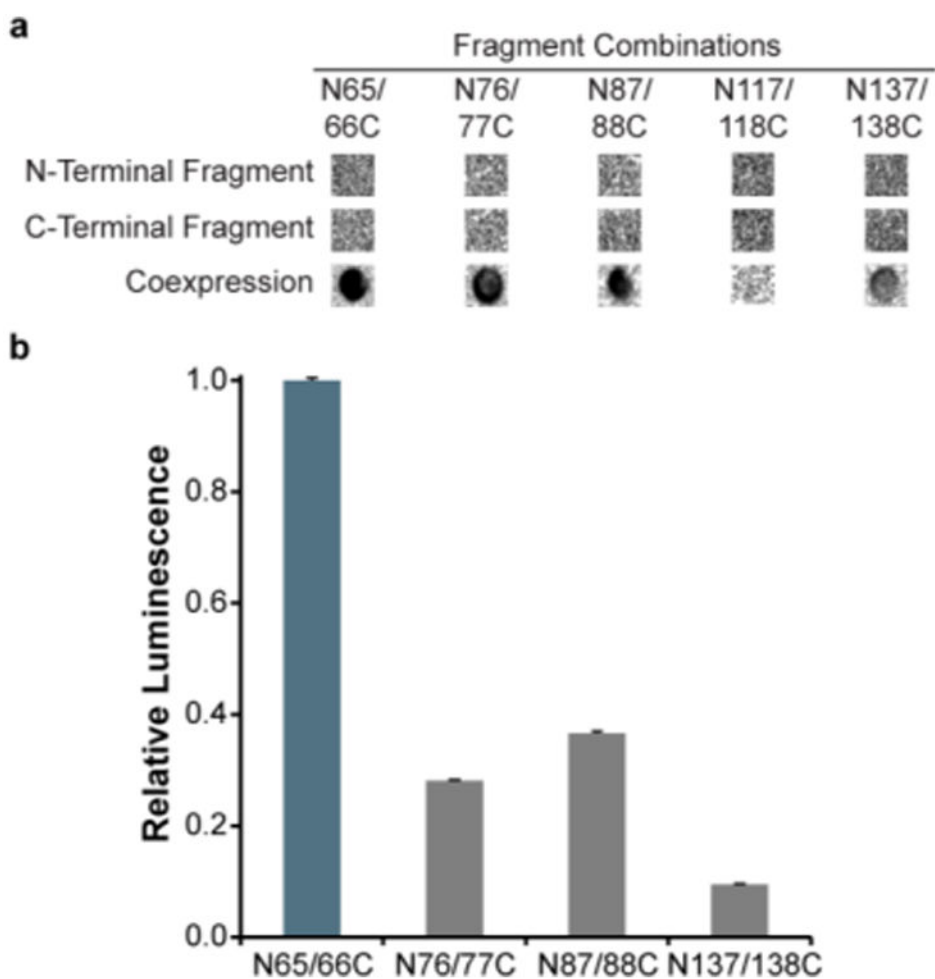 a
Fragment Combinations
N65/ N76/ N87/ N117/ N137/
66C 77C 88C 118C 138C
N-Terminal Fragment
C-Terminal Fragment
Coexpression
b
Relative Luminescence
1.0
0.8
0.6
0.4
0.2
0.0
N65/66C N76/77C N87/88C N137/138C